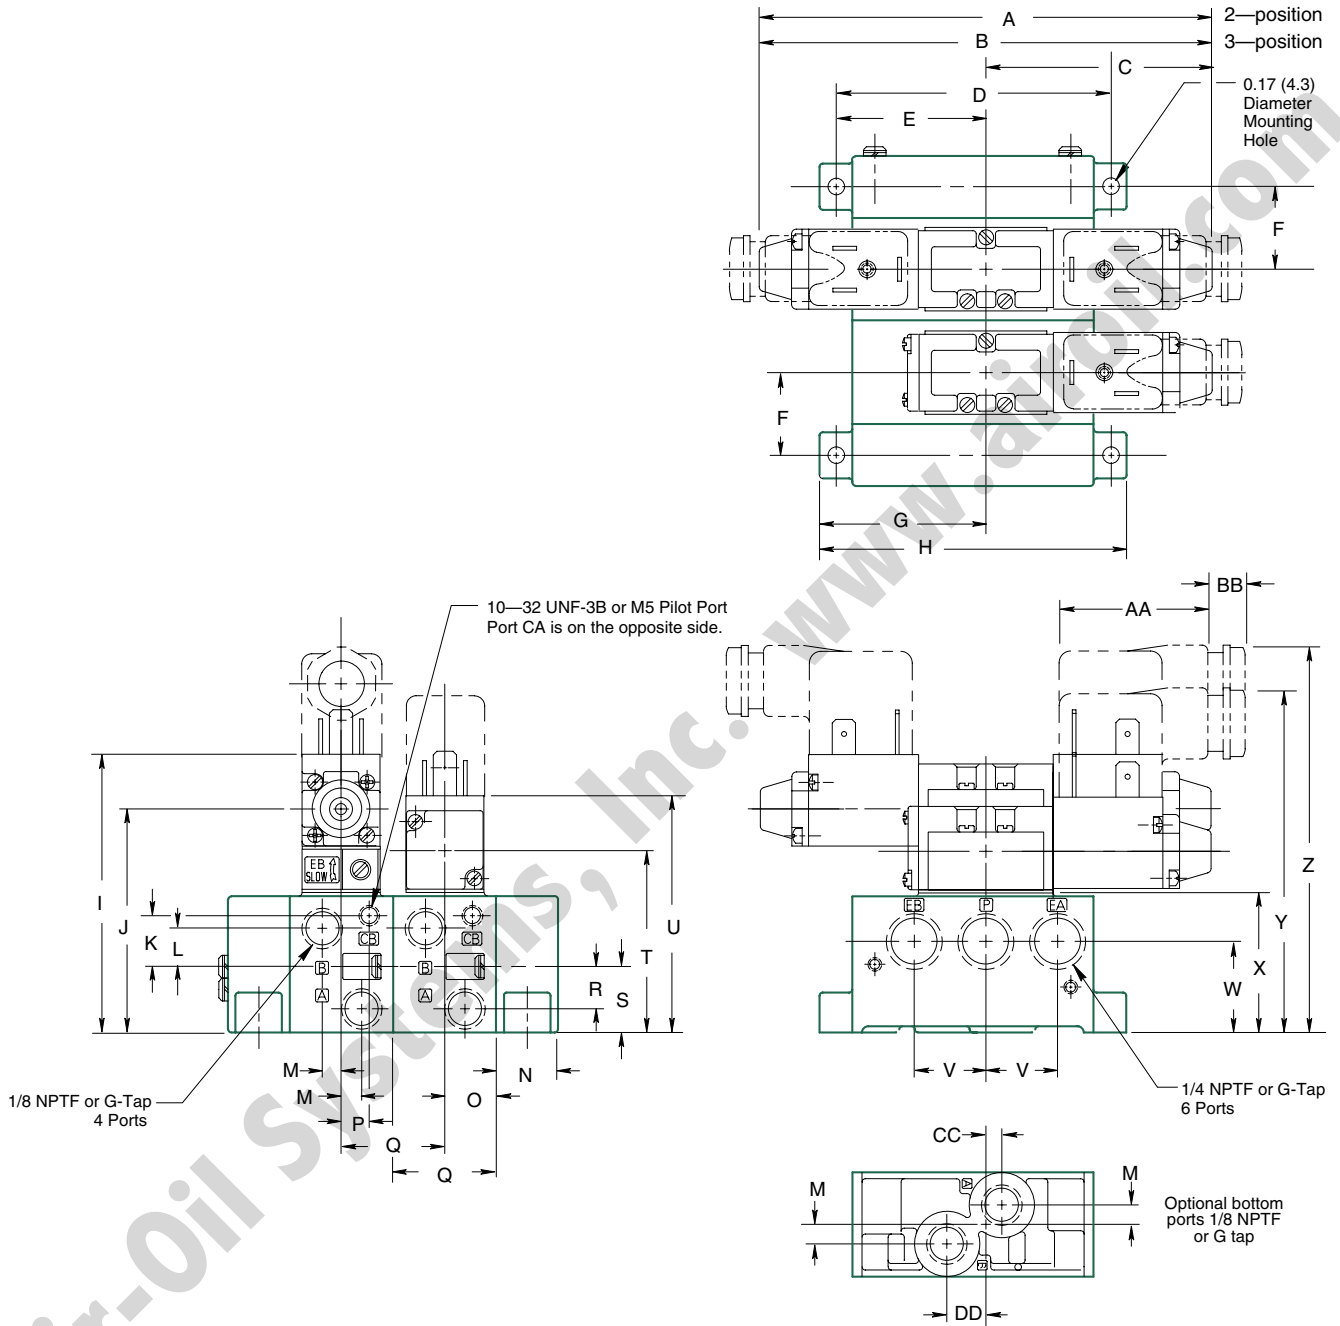 A
2—position
B
3—position
C
D
0.17 (4.3)
Diameter
Mounting
Hole
E
F
F
G
H
www.airoil.com
10—32 UNF-3B or M5 Pilot Port
Port CA is on the opposite side.
BB
AA
I
J
K
L
EB
SLOW
CB
CB
B
B
A
A
U
T
R
S
M
N
M
O
P
Q
Q
1/8 NPTF or G-Tap
4 Ports
EB
P
EA
Z
Y
X
W
V
V
1/4 NPTF or G-Tap
6 Ports
CC
M
M
A
B
DD
Optional bottom
ports 1/8 NPTF
or G tap
ir-Oil Systems, Inc.